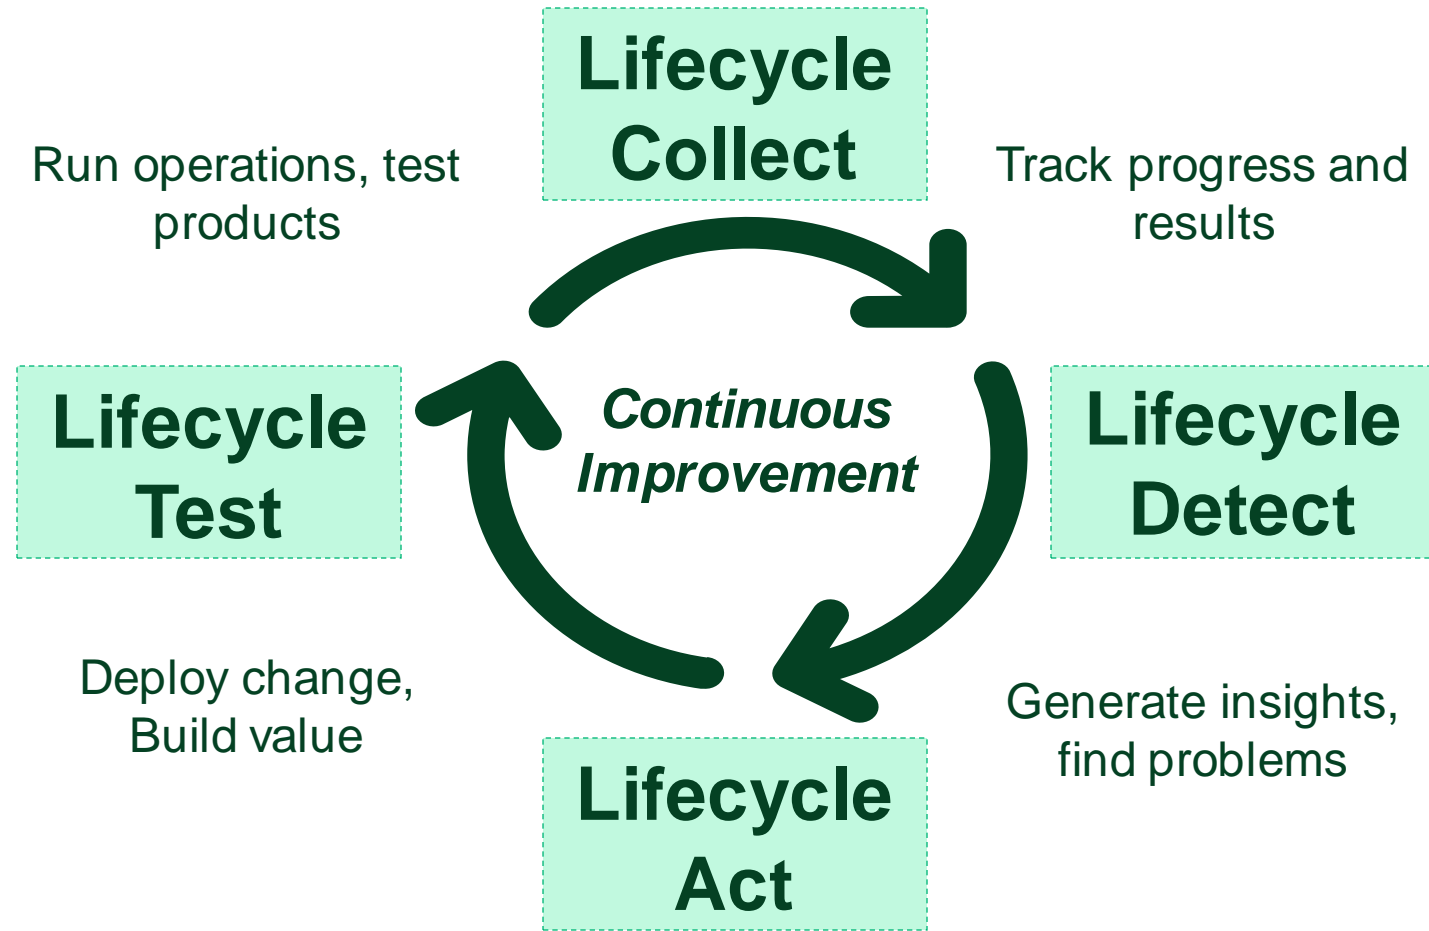 Lifecycle
Collect
Run operations, test
products
Track progress and
results
Lifecycle
Test
Continuous
Improvement
Lifecycle
Detect
Deploy change,
Build value
Generate insights,
find problems
Lifecycle
Act